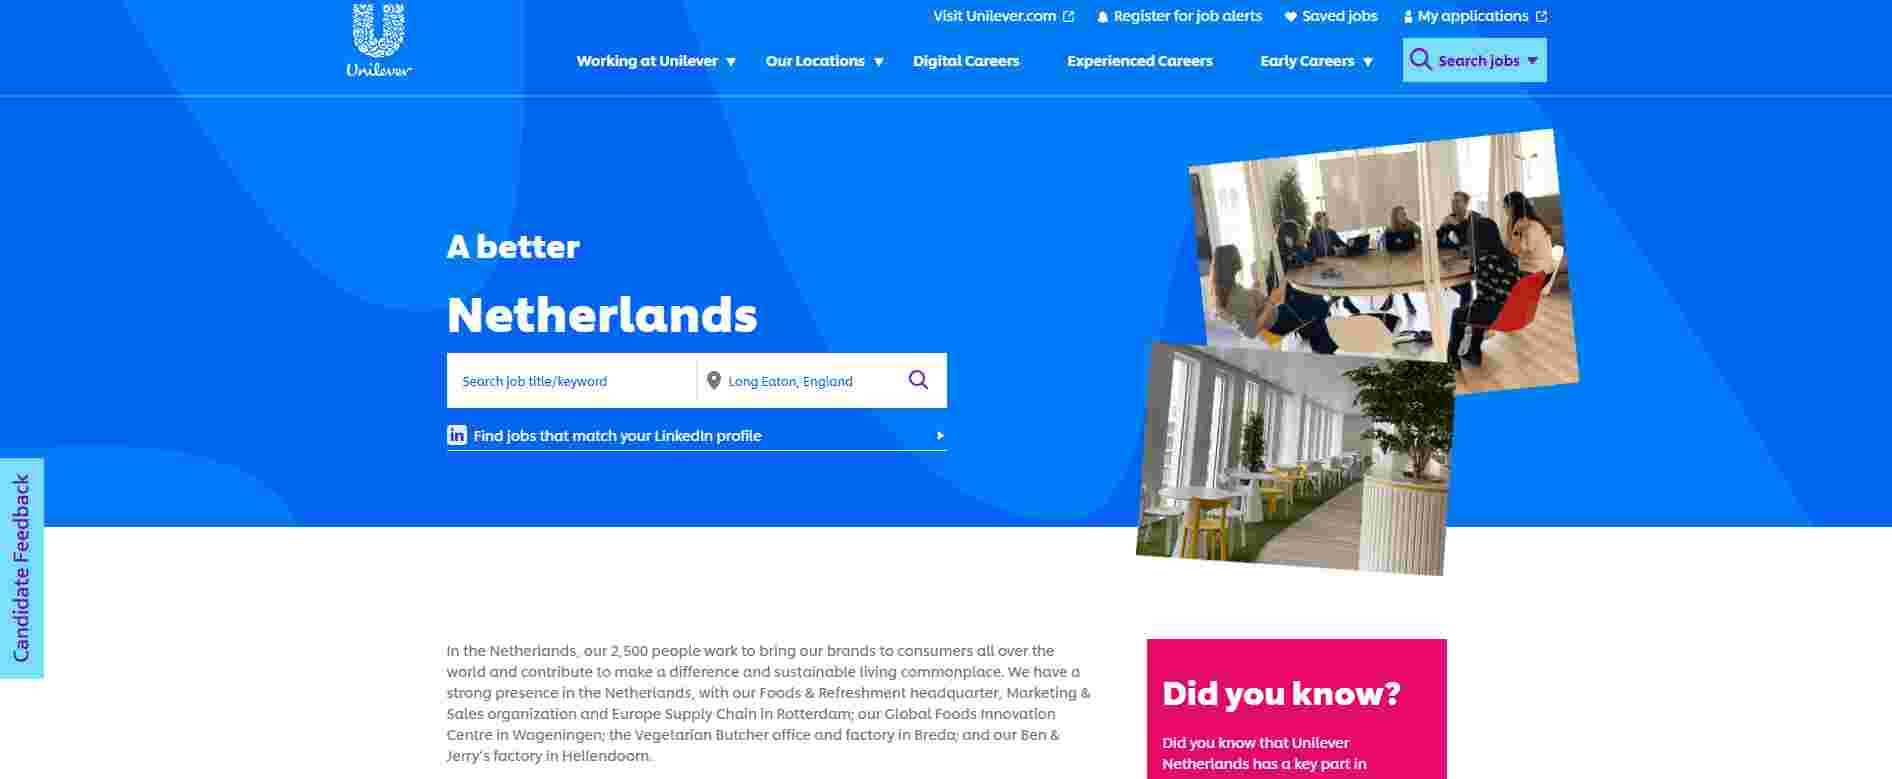 Visit Unilever.com
Register for job alerts
Saved jobs
My applications
Unilever
Working at Unilever
Our Locations
Digital Careers
Experienced Careers
Early Careers
Search jobs
A better
Netherlands
Search job title/keyword
Long Eaton, England
in Find jobs that match your LinkedIn profile
Candidate Feedback
In the Netherlands, our 2,500 people work to bring our brands to consumers all over the
world and contribute to make a difference and sustainable living commonplace. We have a
strong presence in the Netherlands, with our Foods & Refreshment headquarter, Marketing &
Sales organization and Europe Supply Chain in Rotterdam; our Global Foods Innovation
Centre in Wageningen; the Vegetarian Butcher office and factory in Breda; and our Ben &
Jerry's factory in Hellendoorn.
Did you know?
Did you know that Unilever
Netherlands has a key part in